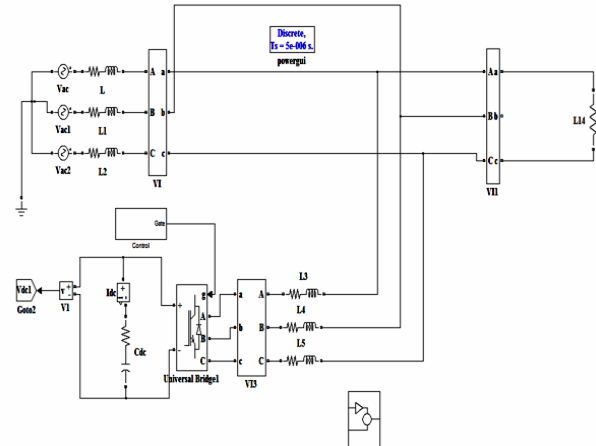 Discrete,
Ts = 5e-006 s.
powergui
Vac
L
A a
Vac1
L1
B b
Vac2
L2
C c
VI
Aa
Bb
Cc
VI1
L14
Gate
Control
Vdc1
Goto2
v
V1
Idc
Cdc
g
A
B
C
+
-
Universal Bridge1
a A
b B
c C
VI3
L3
L4
L5